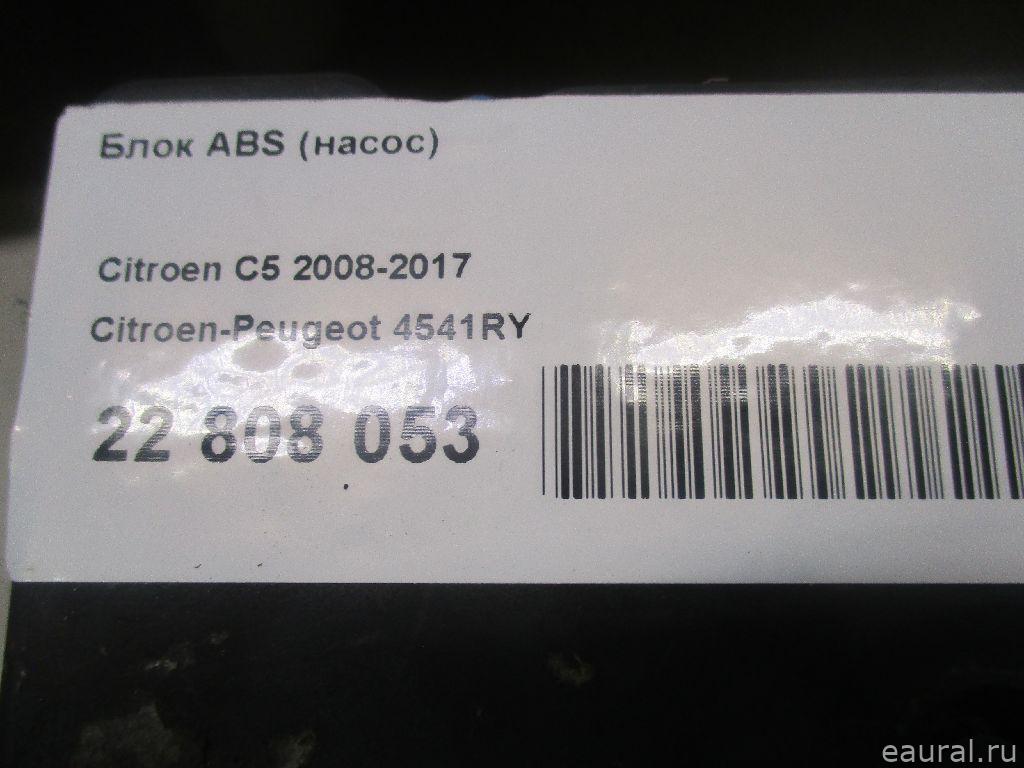 Блок ABS (насос)
Citroen C5 2008-2017
Citroen-Peugeot 4541RY
22 808 053
eaural.ru